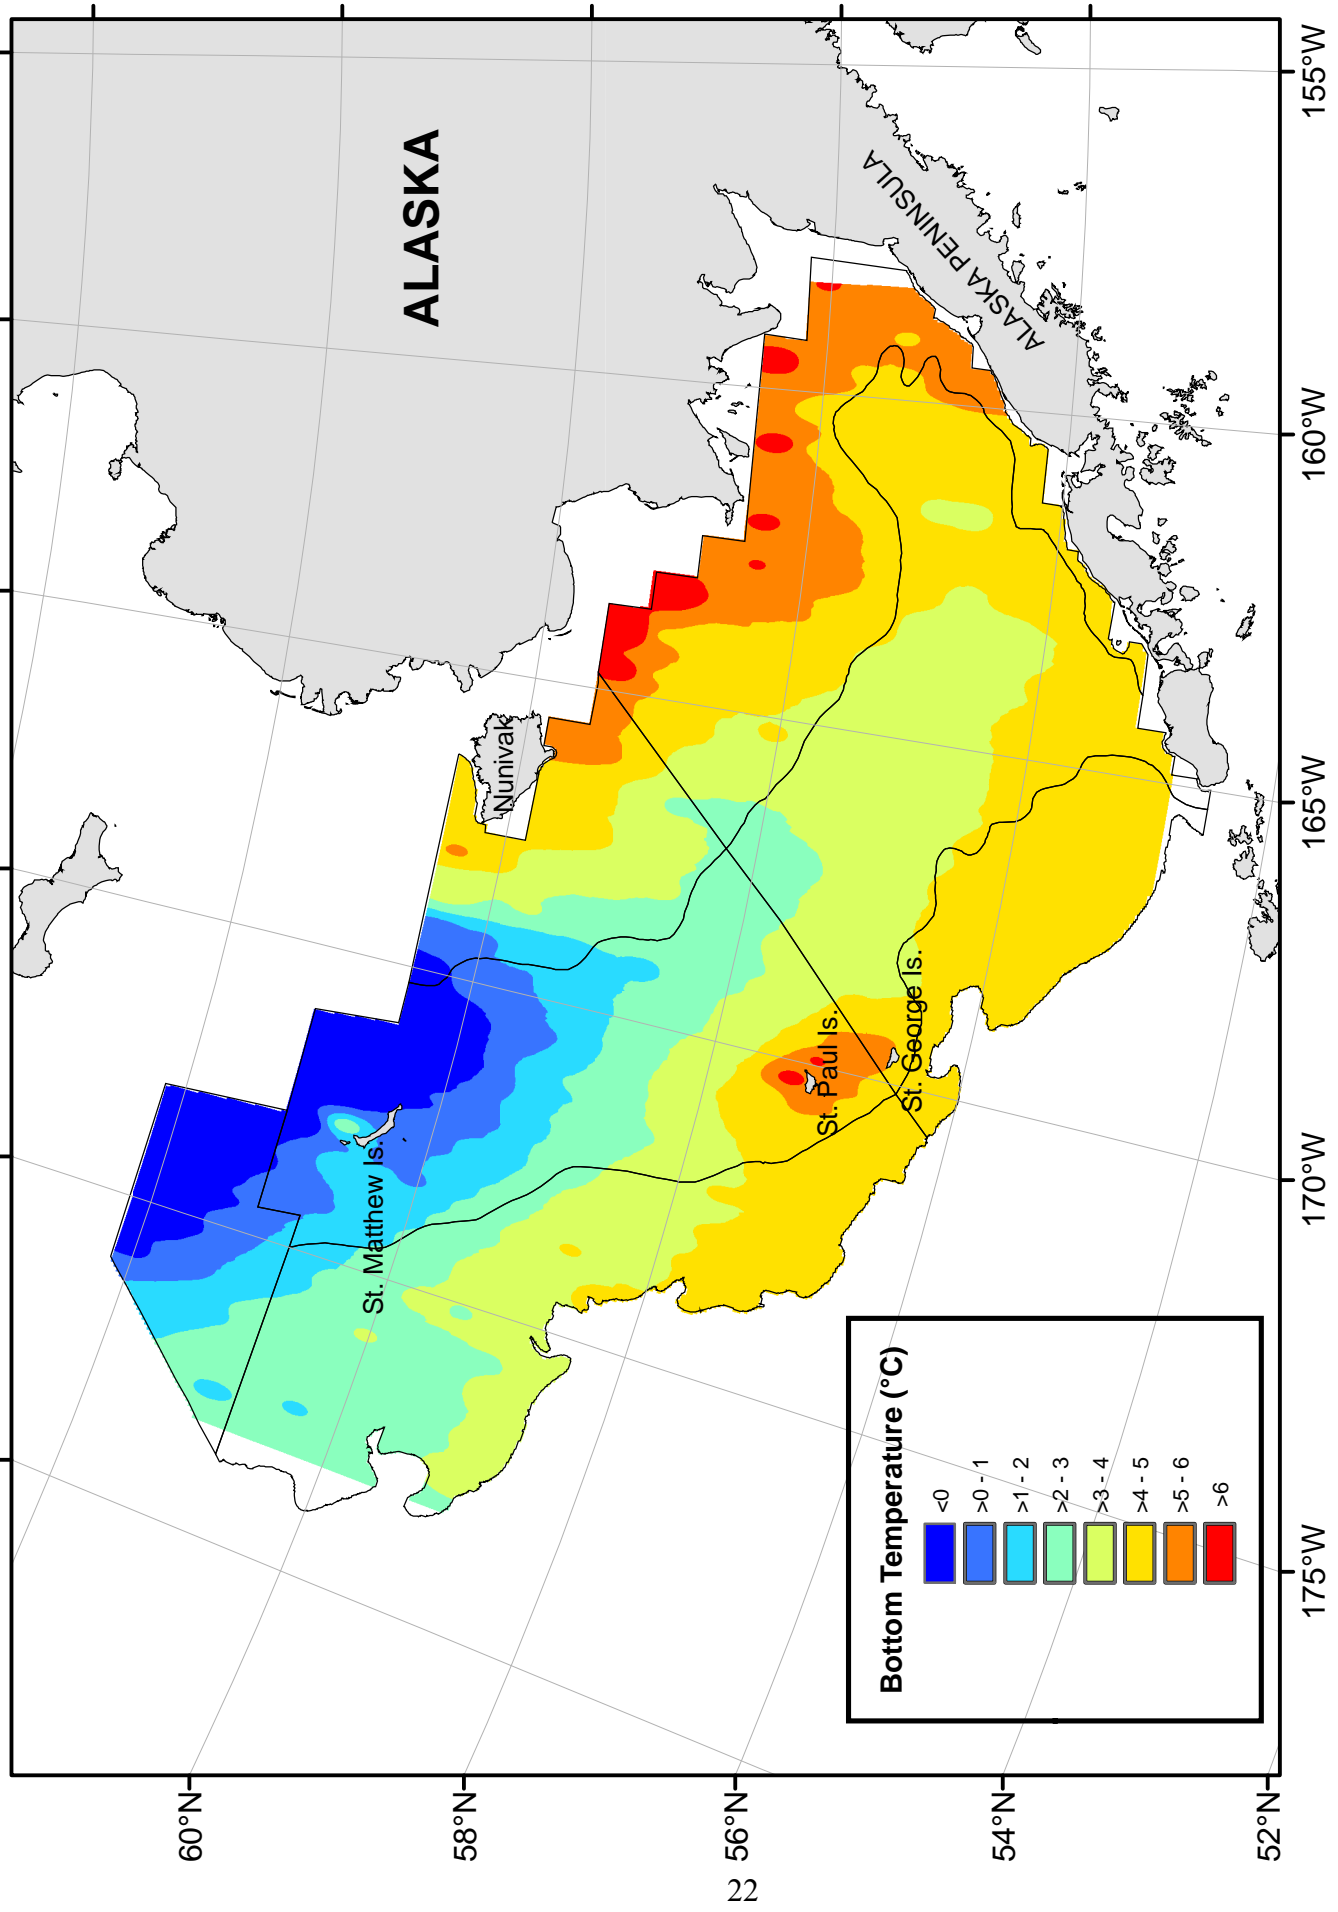 ALASKA
ALASKA PENINSULA
Nunivak
St. Matthew Is.
St. Paul Is.
St. George Is.
Bottom Temperature (°C)
<0
>0 - 1
>1 - 2
>2 - 3
>3 - 4
>4 - 5
>5 - 6
>6
60°N
58°N
56°N
54°N
52°N
175°W
170°W
165°W
160°W
155°W
22